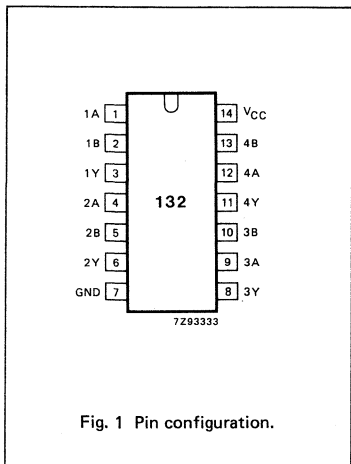 1A 1 14 VCC
1B 2 13 4B
1Y 3 12 4A
2A 4 132 11 4Y
2B 5 10 3B
2Y 6 9 3A
GND 7 8 3Y
7Z93333
Fig. 1 Pin configuration.